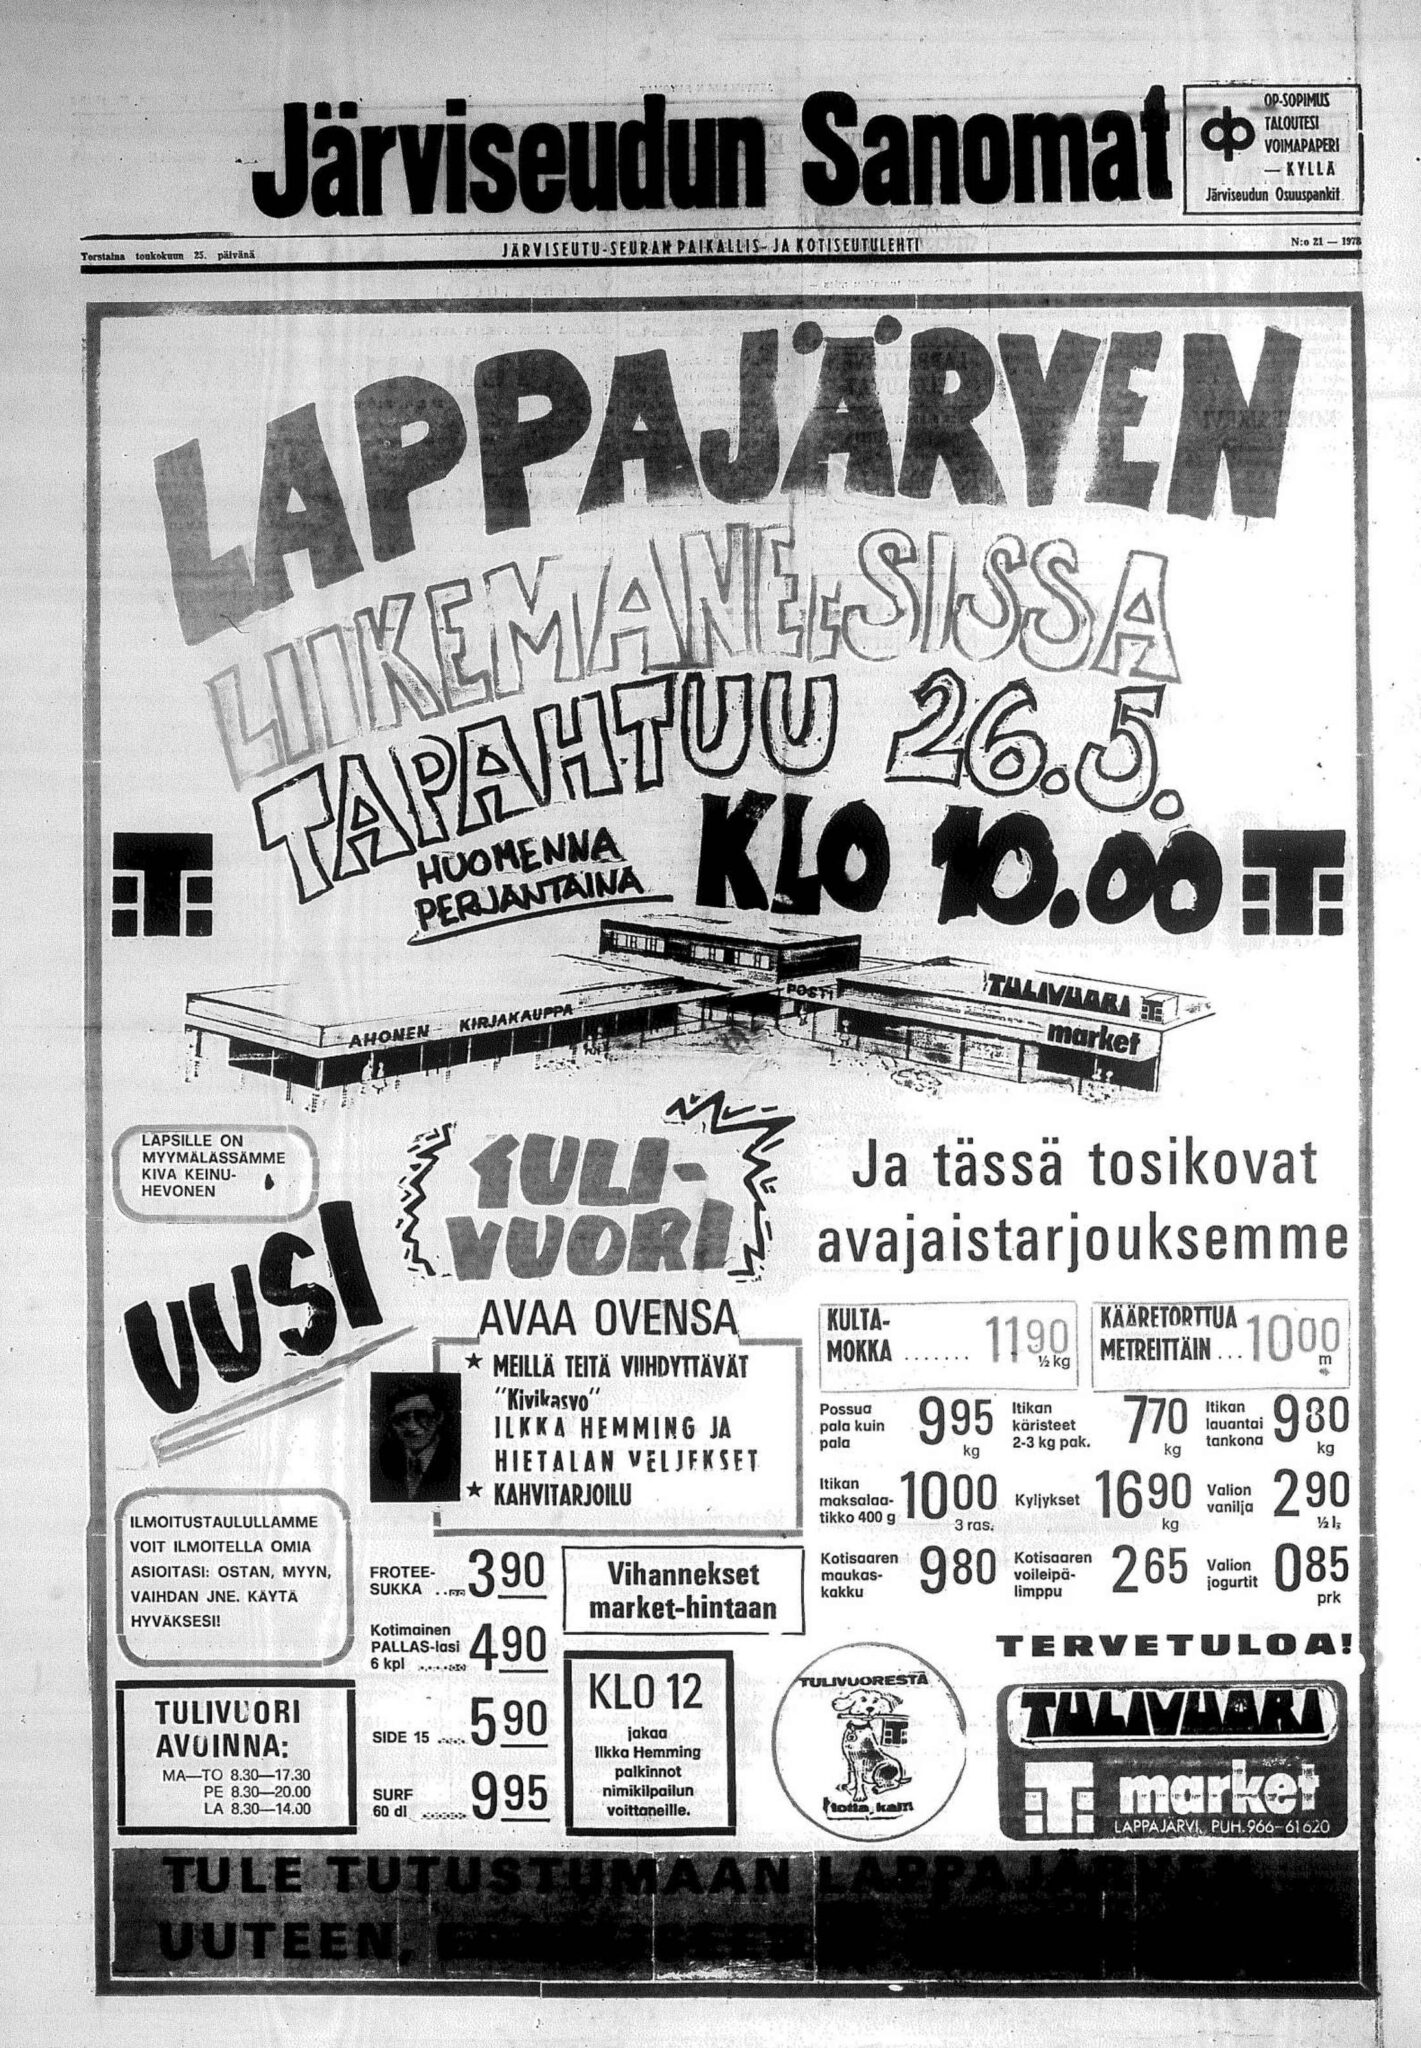 Järviseudun Sanomat
OP-SOPIMUS
TALOUTESI
VOIMAPAPERI
— KYLLÄ
Järviseudun Osuuspankit
Torstaina toukokuun 25. päivänä
JÄRVISEUTU-SEURAN PAIKALLIS- JA KOTISEUTULEHTI
N:o 21 — 1978
LAPPAJÄRVEN
LIIKEMANEESISSA
TAPAHTUU 26.5.
HUOMENNA
PERJANTAINA
KLO 10.00
T
T
AHONEN KIRJAKAUPPA
POSTI
TULIVUORI T
market
LAPSILLE ON
MYYMÄLÄSSÄMME
KIVA KEINU-
HEVONEN
UUSI
TULI-
VUORI
AVAA OVENSA
★ MEILLÄ TEITÄ VIIHDYTTÄVÄT
"Kivikasvo"
ILKKA HEMMING JA
HIETALAN VELJEKSET
★ KAHVITARJOILU
Ja tässä tosikovat
avajaistarjouksemme
KULTA-
MOKKA ....... 11 90
½ kg
KÄÄRETORTTUA
METREITTÄIN ... 10 00
m
Possua
pala kuin
pala
9 95
kg
Itikan
käristeet
2-3 kg pak.
7 70
kg
Itikan
lauantai
tankona
9 80
kg
Itikan
maksalaa-
tikko 400 g
10 00
3 ras.
Kyljykset
16 90
kg
Valion
vanilja
2 90
½ l,
Kotisaaren
maukas-
kakku
9 80
Kotisaaren
voileipä-
limppu
2 65
Valion
jogurtit
0 85
prk
ILMOITUSTAULULLAMME
VOIT ILMOITELLA OMIA
ASIOITASI: OSTAN, MYYN,
VAIHDAN JNE. KÄYTÄ
HYVÄKSESI!
FROTEE-
SUKKA
3 90
Kotimainen
PALLAS-lasi
6 kpl
4 90
SIDE 15
5 90
SURF
60 dl
9 95
Vihannekset
market-hintaan
KLO 12
jakaa
Ilkka Hemming
palkinnot
nimikilpailun
voittaneille.
TULIVUORI
AVOINNA:
MA—TO 8.30—17.30
PE 8.30—20.00
LA 8.30—14.00
TULIVUORESTA
T
totta kai!!
TERVETULOA!
TULIVUORI
T market
LAPPAJÄRVI, PUH. 966-61620
TULE TUTUSTUMAAN LAPPAJÄRVEN
UUTEEN,